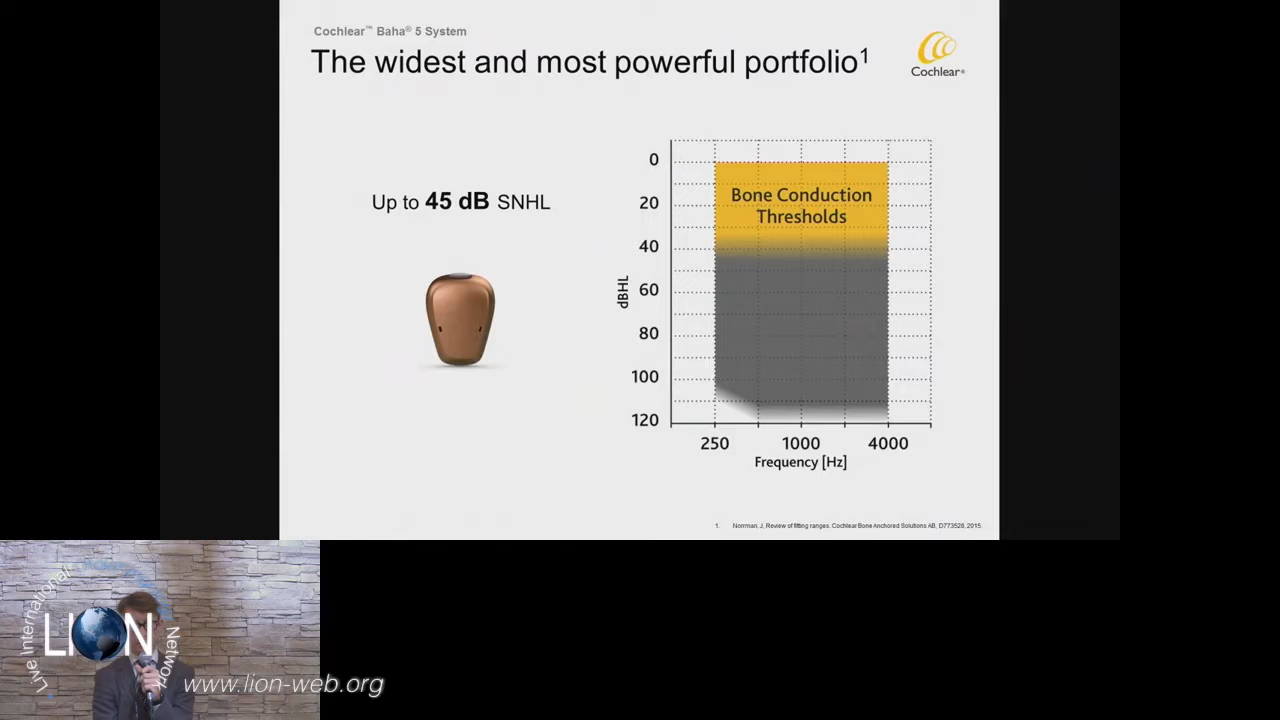 Cochlear™ Baha® 5 System
The widest and most powerful portfolio¹
Cochlear®
Up to 45 dB SNHL
Bone Conduction
Thresholds
0
20
40
60
80
100
120
dBHL
250
1000
4000
Frequency [Hz]
1. Norrman, J, Review of fitting ranges. Cochlear Bone Anchored Solutions AB, D773528, 2015.
Live International
LION
Network
www.lion-web.org